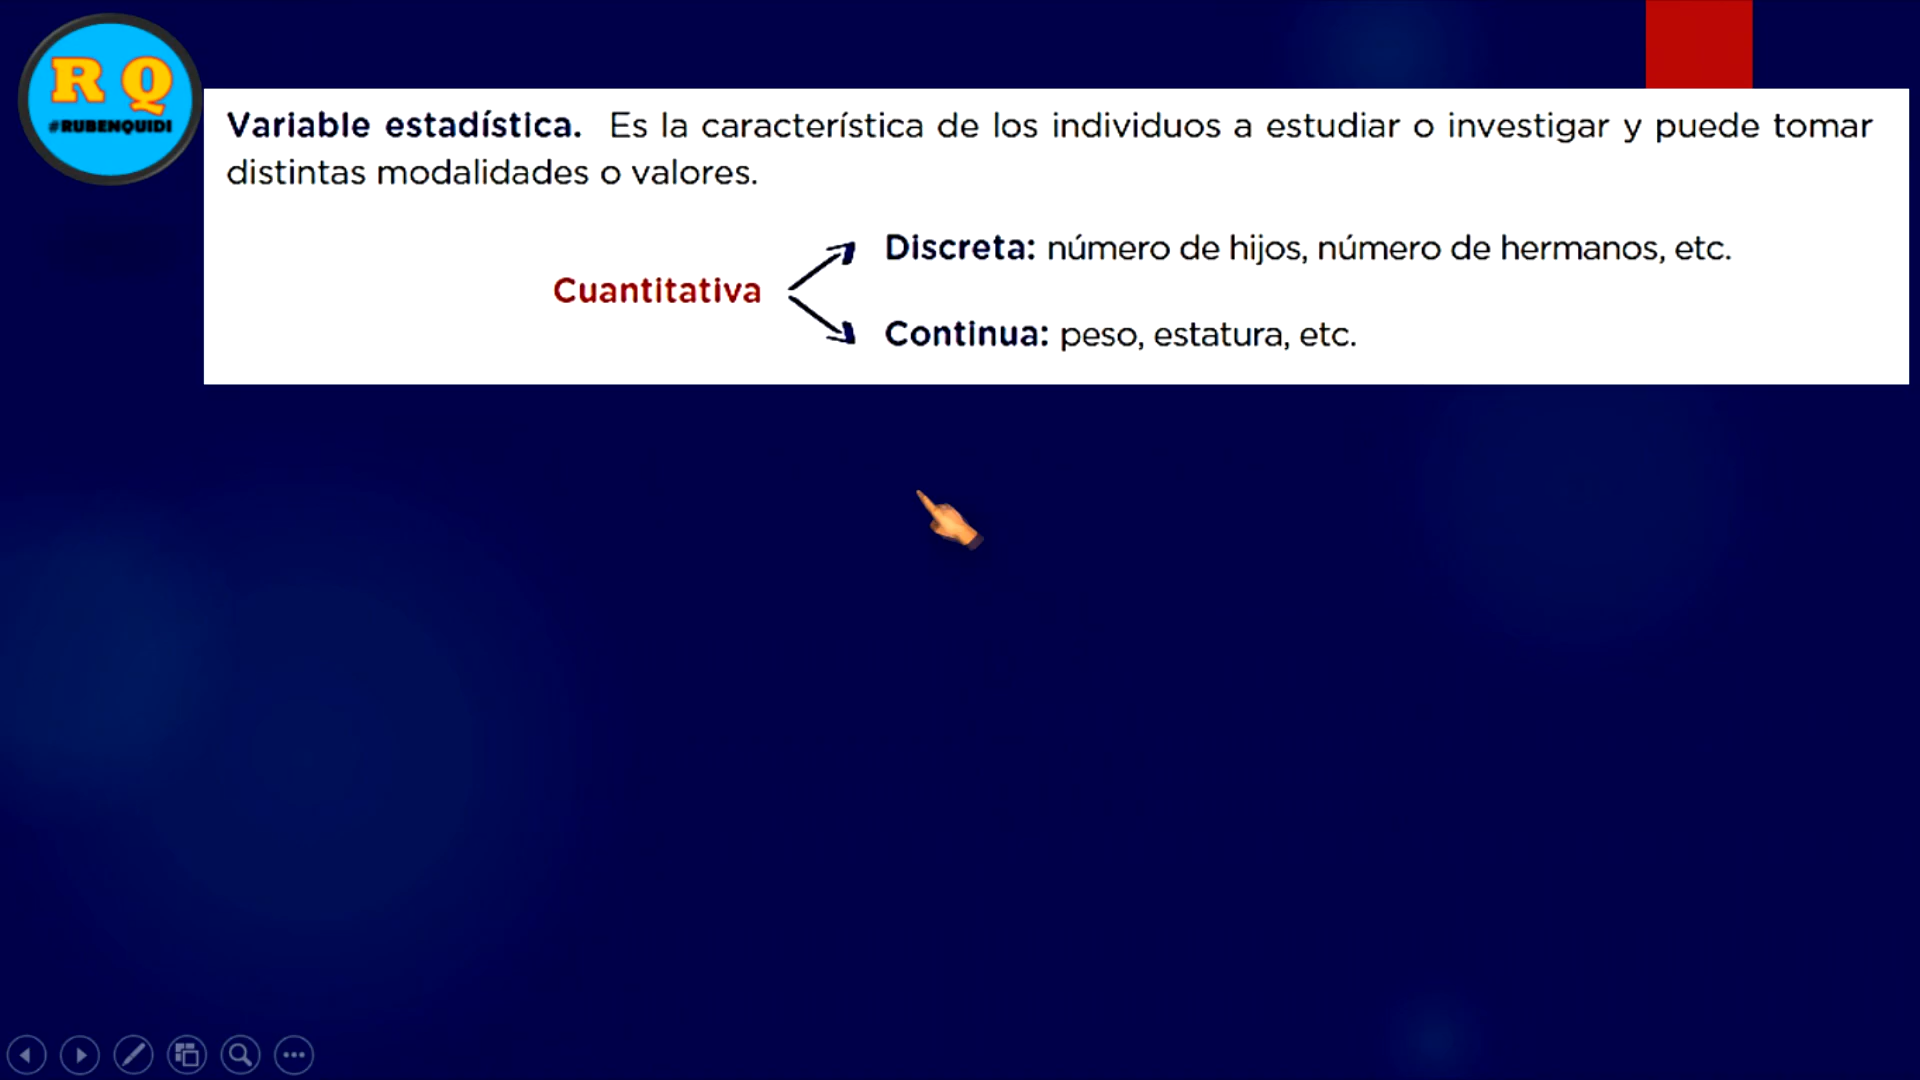 R Q
#RUBENQUIDI
Variable estadística. Es la característica de los individuos a estudiar o investigar y puede tomar
distintas modalidades o valores.
Discreta: número de hijos, número de hermanos, etc.
Cuantitativa
Continua: peso, estatura, etc.